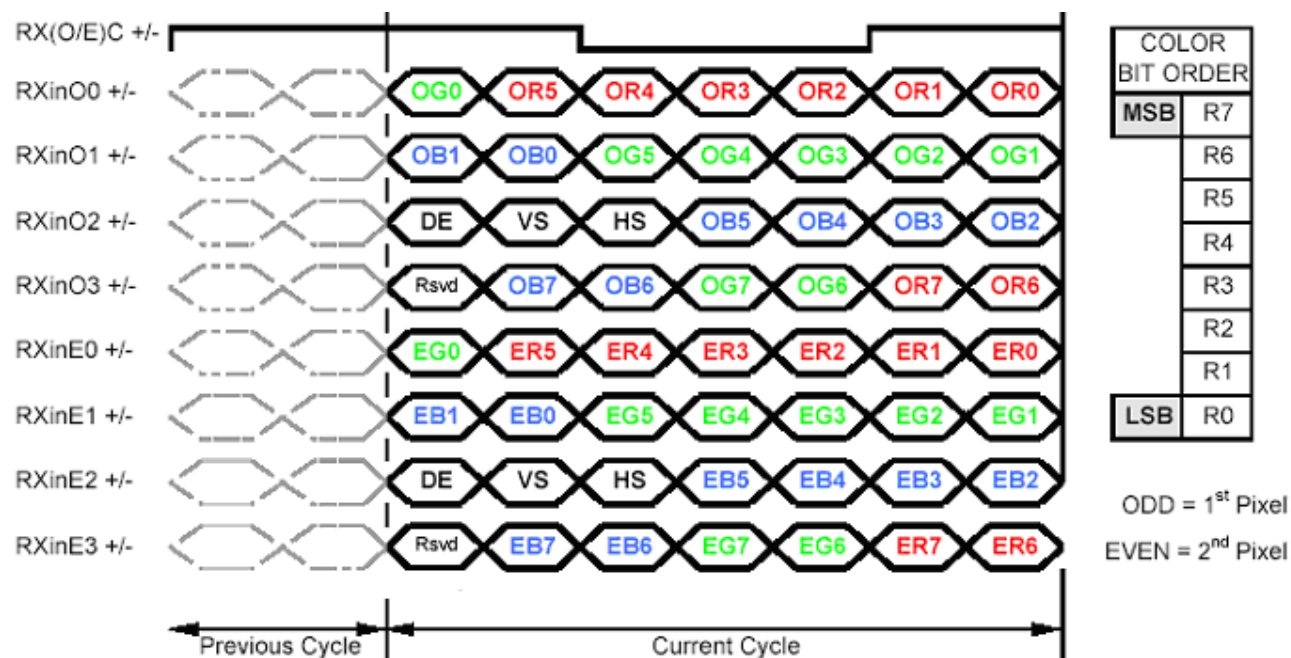 RX(O/E)C +/-
RXinO0 +/- OG0 OR5 OR4 OR3 OR2 OR1 OR0
RXinO1 +/- OB1 OB0 OG5 OG4 OG3 OG2 OG1
RXinO2 +/- DE VS HS OB5 OB4 OB3 OB2
RXinO3 +/- Rsvd OB7 OB6 OG7 OG6 OR7 OR6
RXinE0 +/- EG0 ER5 ER4 ER3 ER2 ER1 ER0
RXinE1 +/- EB1 EB0 EG5 EG4 EG3 EG2 EG1
RXinE2 +/- DE VS HS EB5 EB4 EB3 EB2
RXinE3 +/- Rsvd EB7 EB6 EG7 EG6 ER7 ER6
Previous Cycle Current Cycle
COLOR
BIT ORDER
MSB R7
R6
R5
R4
R3
R2
R1
LSB R0
ODD = 1st Pixel
EVEN = 2nd Pixel